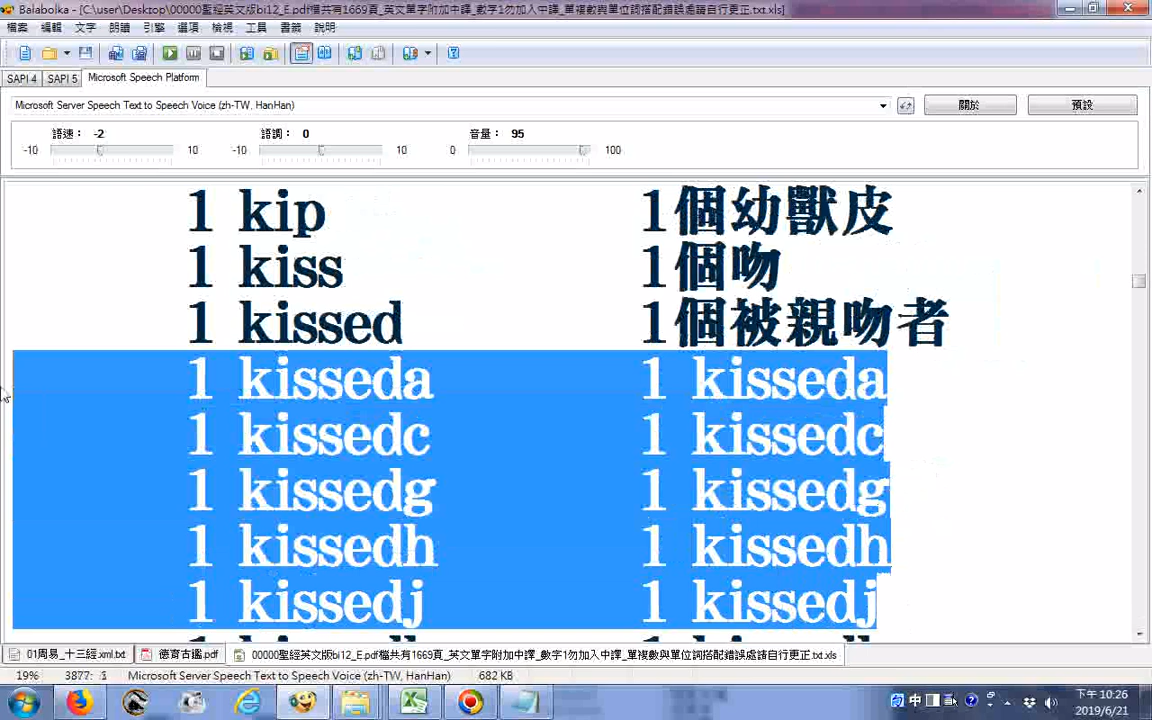 Balabolka - [C:\user\Desktop\00000聖經英文版bi12_E.pdf檔共有1669頁_英文單字附加中譯_數字1勿加入中譯_單複數與單位詞搭配錯誤處請自行更正.txt.xls]
檔案 編輯 文字 朗讀 引擎 選項 檢視 工具 書籤 說明
SAPI 4 SAPI 5 Microsoft Speech Platform
Microsoft Server Speech Text to Speech Voice (zh-TW, HanHan) 關於 預設
語速： -2 語調： 0 音量： 95
-10 10 -10 10 0 100
1 kip 1個幼獸皮
1 kiss 1個吻
1 kissed 1個被親吻者
1 kisseda 1 kisseda
1 kissedc 1 kissedc
1 kissedg 1 kissedg
1 kissedh 1 kissedh
1 kissedj 1 kissedj
01周易_十三經.xml.txt 德育古鑑.pdf 00000聖經英文版bi12_E.pdf檔共有1669頁_英文單字附加中譯_數字1勿加入中譯_單複數與單位詞搭配錯誤處請自行更正.txt.xls
19% 3877: 1 Microsoft Server Speech Text to Speech Voice (zh-TW, HanHan) 682 KB
中 下午 10:26
2019/6/21